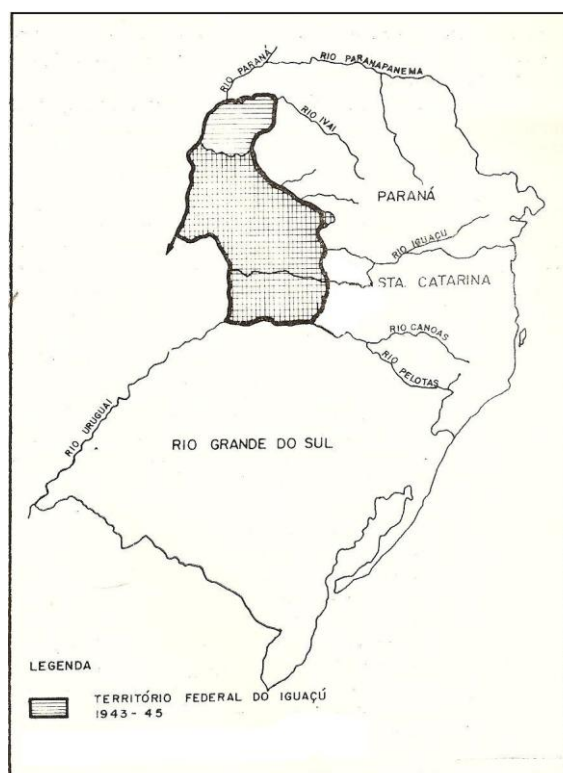 RIO PARANÁ
RIO PARANAPANEMA
RIO IVAI
PARANÁ
RIO IGUAÇU
STA. CATARINA
RIO CANOAS
RIO PELOTAS
RIO URUGUAI
RIO GRANDE DO SUL
LEGENDA
TERRITÓRIO FEDERAL DO IGUAÇÚ
1943-45